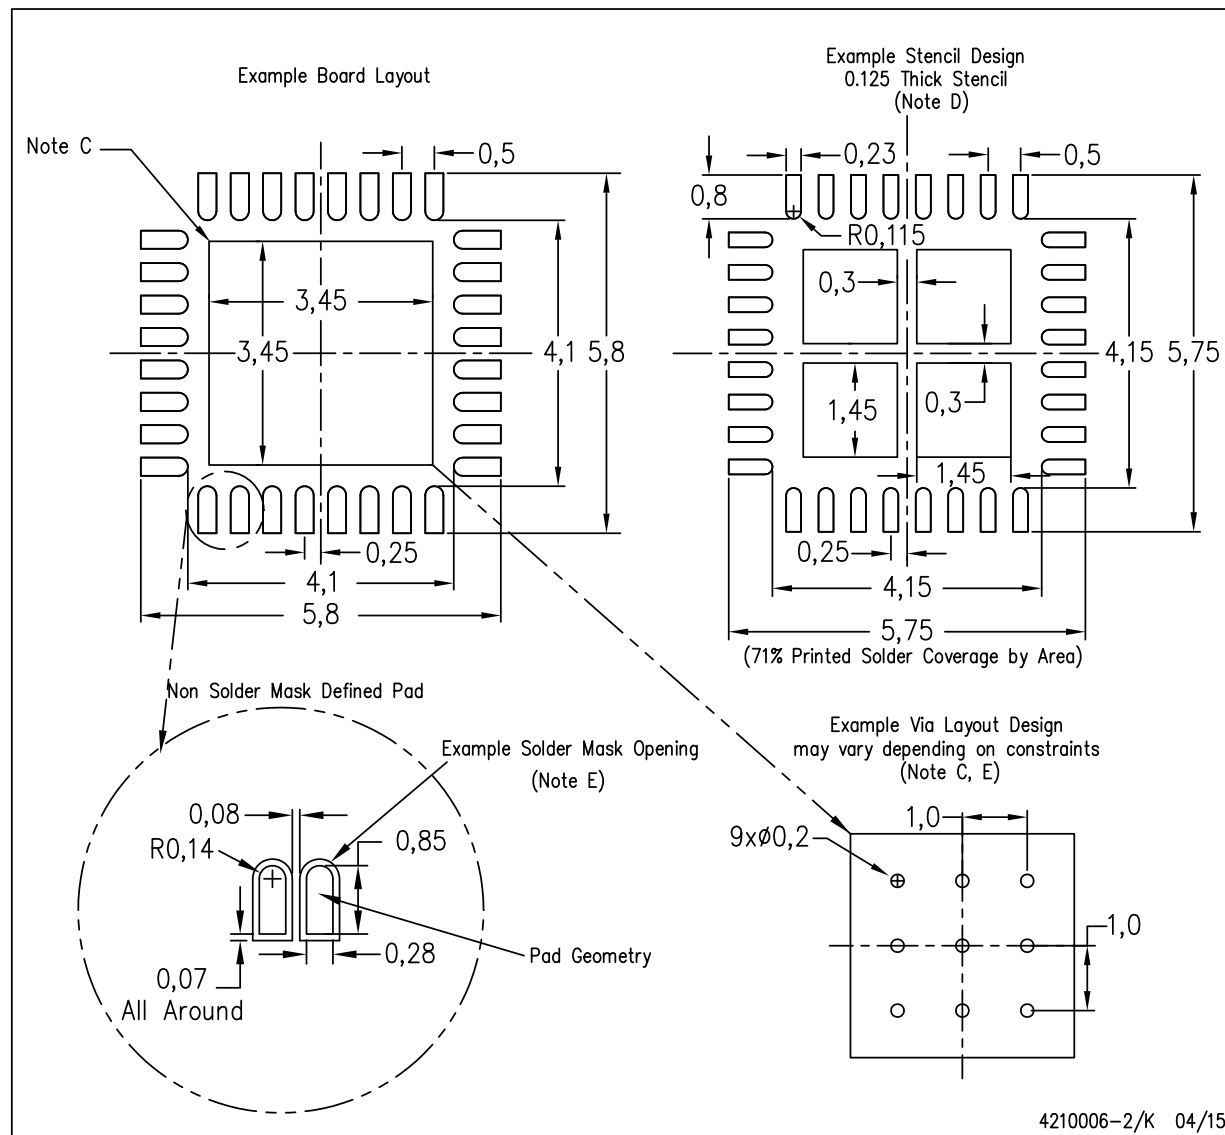 Example Board Layout
Note C
0,5
3,45
3,45
4,1
5,8
0,25
4,1
5,8
Example Stencil Design
0.125 Thick Stencil
(Note D)
0,23
0,5
0,8
R0,115
0,3
4,15
5,75
1,45
0,3
1,45
0,25
4,15
5,75
(71% Printed Solder Coverage by Area)
Non Solder Mask Defined Pad
Example Solder Mask Opening
(Note E)
0,08
R0,14
0,85
0,28
Pad Geometry
0,07
All Around
Example Via Layout Design
may vary depending on constraints
(Note C, E)
1,0
9xø0,2
1,0
4210006-2/K 04/15